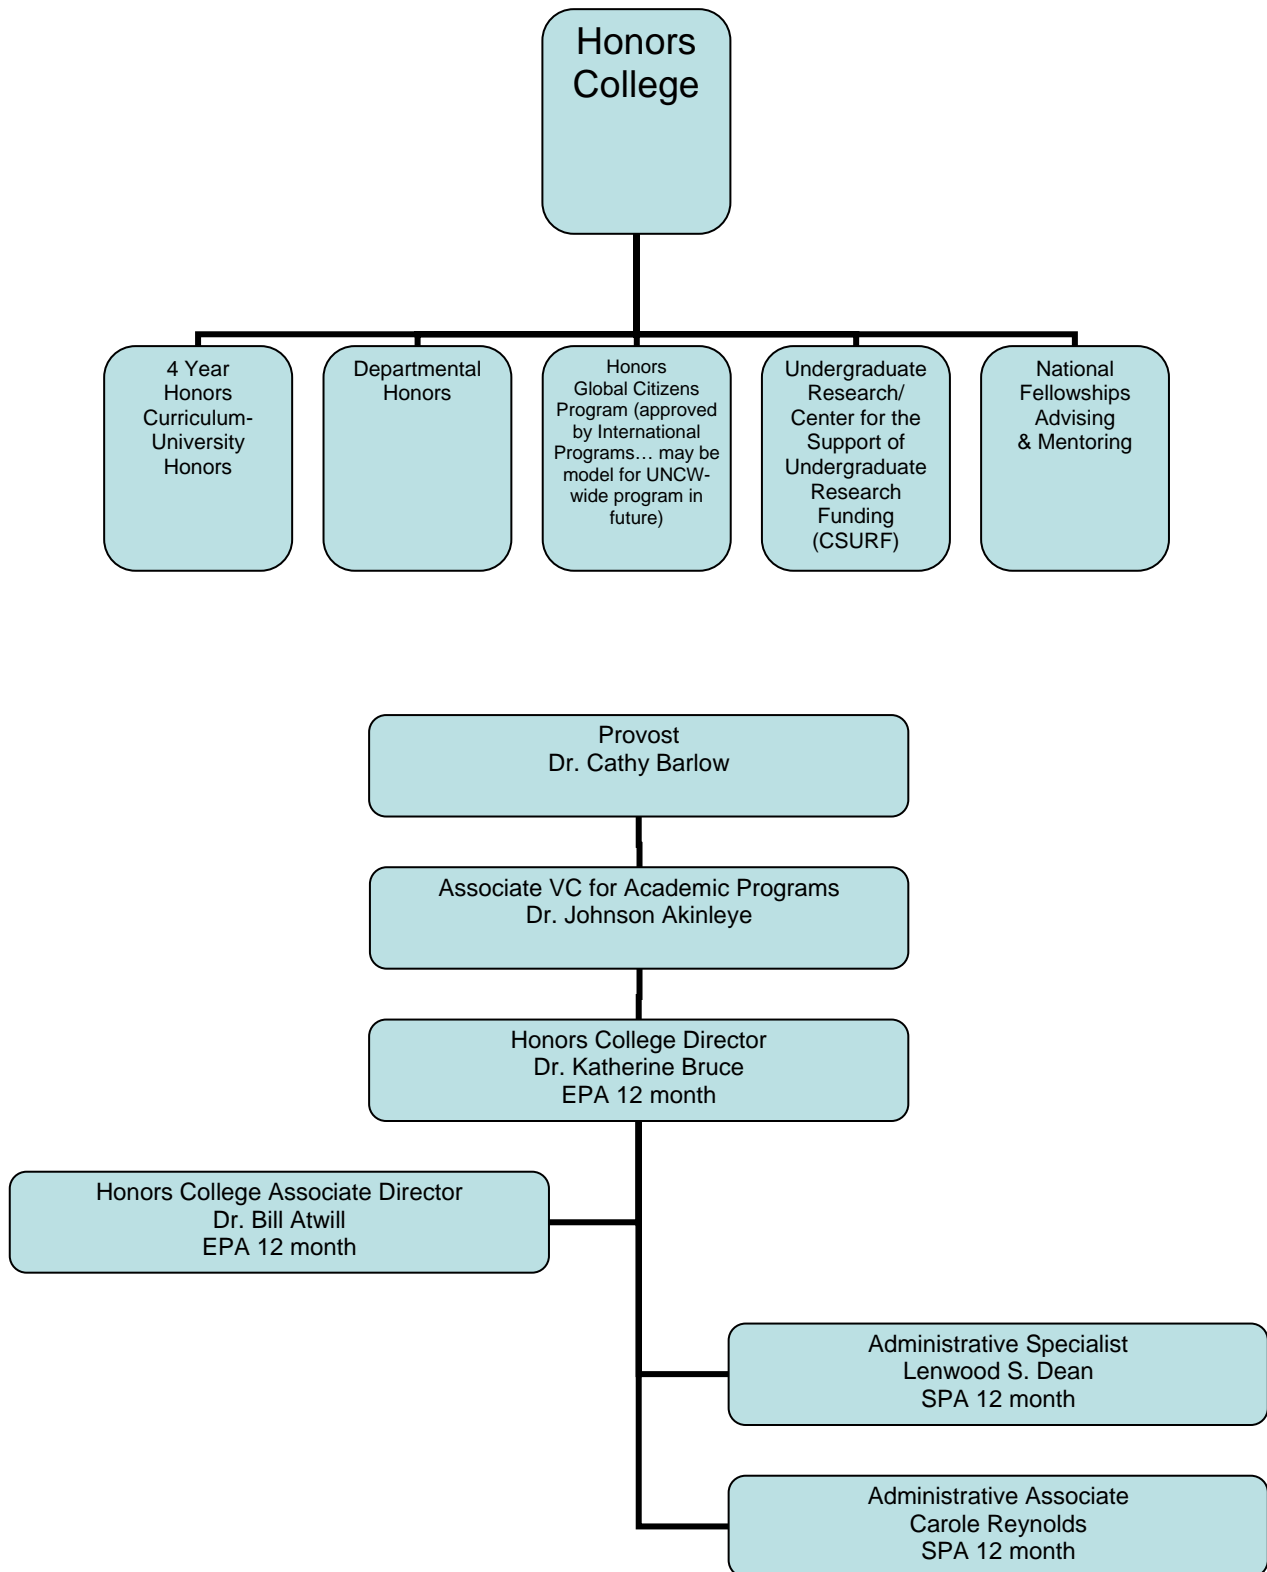 Honors
College
4 Year
Honors
Curriculum-
University
Honors
Departmental
Honors
Honors
Global Citizens
Program (approved
by International
Programs… may be
model for UNCW-
wide program in
future)
Undergraduate
Research/
Center for the
Support of
Undergraduate
Research
Funding
(CSURF)
National
Fellowships
Advising
& Mentoring
Provost
Dr. Cathy Barlow
Associate VC for Academic Programs
Dr. Johnson Akinleye
Honors College Director
Dr. Katherine Bruce
EPA 12 month
Honors College Associate Director
Dr. Bill Atwill
EPA 12 month
Administrative Specialist
Lenwood S. Dean
SPA 12 month
Administrative Associate
Carole Reynolds
SPA 12 month